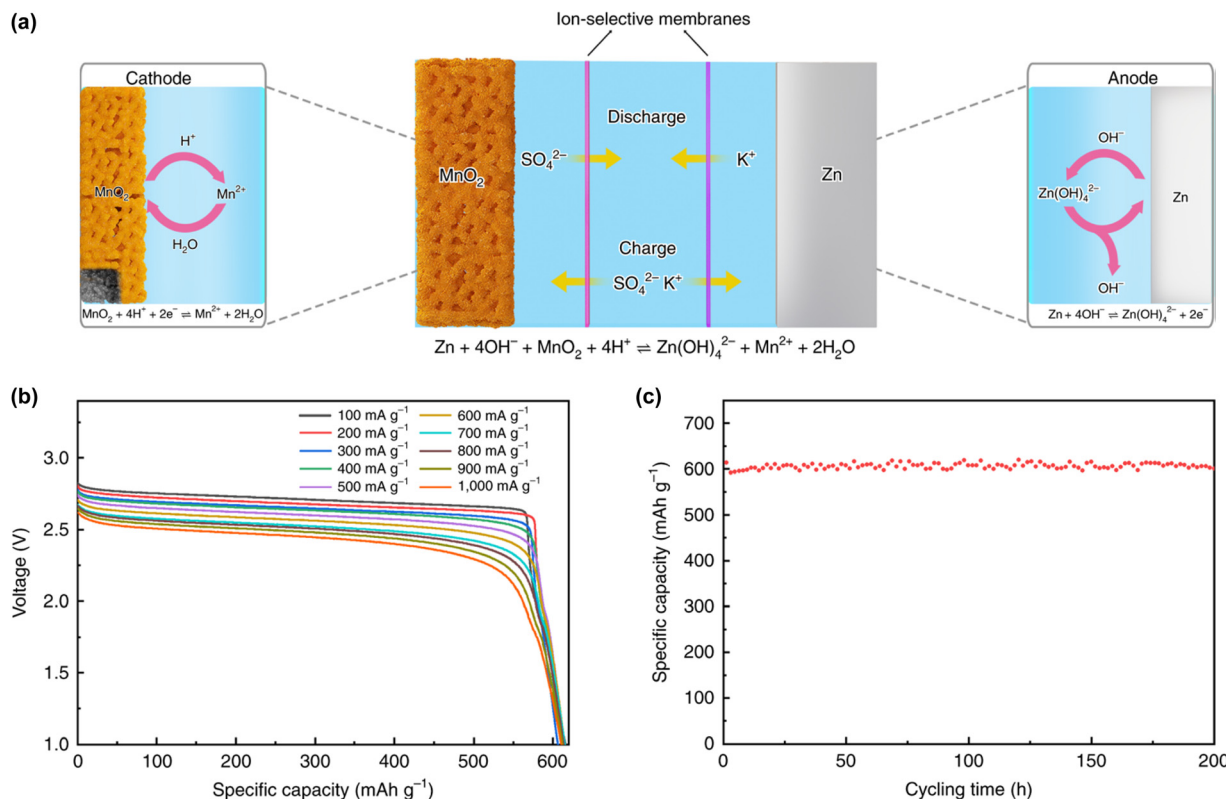 (a)
Ion-selective membranes
Cathode
H⁺
MnO₂
Mn²⁺
H₂O
MnO₂ + 4H⁺ + 2e⁻ ⇌ Mn²⁺ + 2H₂O
Discharge
SO₄²⁻
K⁺
MnO₂
Zn
Charge
SO₄²⁻ K⁺
Zn + 4OH⁻ + MnO₂ + 4H⁺ ⇌ Zn(OH)₄²⁻ + Mn²⁺ + 2H₂O
Anode
OH⁻
Zn(OH)₄²⁻
Zn
OH⁻
Zn + 4OH⁻ ⇌ Zn(OH)₄²⁻ + 2e⁻
(b)
100 mA g⁻¹
200 mA g⁻¹
300 mA g⁻¹
400 mA g⁻¹
500 mA g⁻¹
600 mA g⁻¹
700 mA g⁻¹
800 mA g⁻¹
900 mA g⁻¹
1,000 mA g⁻¹
Voltage (V)
3.0
2.5
2.0
1.5
1.0
0 100 200 300 400 500 600
Specific capacity (mAh g⁻¹)
(c)
Specific capacity (mAh g⁻¹)
700
600
500
400
300
200
100
0
0 50 100 150 200
Cycling time (h)